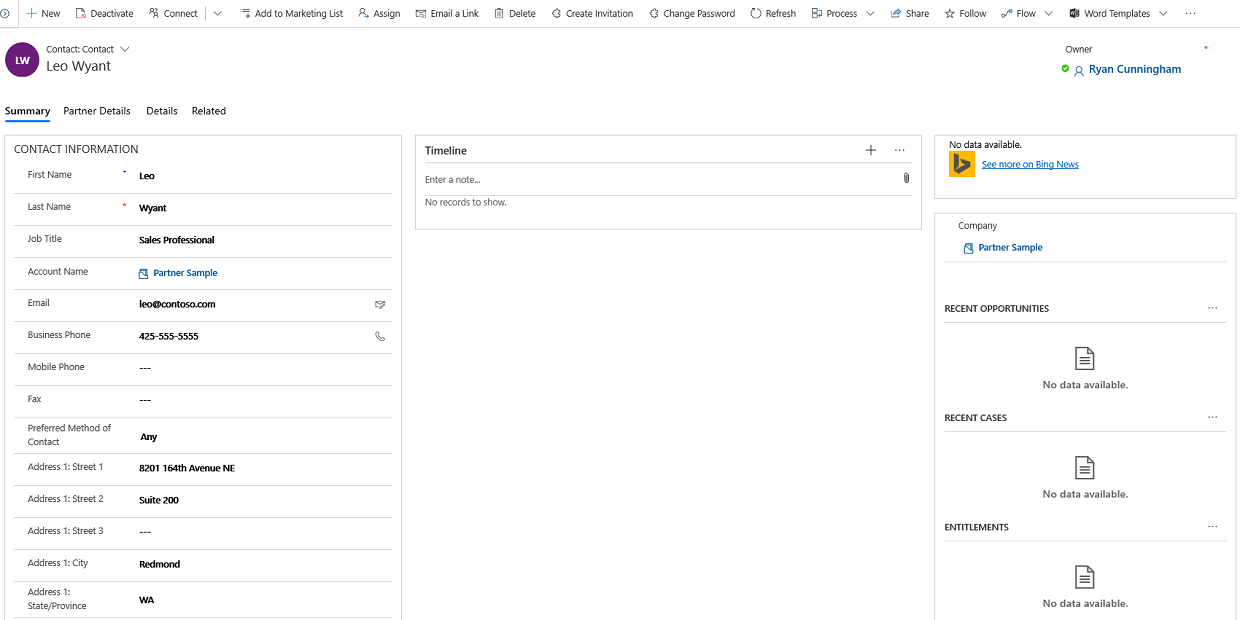 New Deactivate Connect Add to Marketing List Assign Email a Link Delete Create Invitation Change Password Refresh Process Share Follow Flow Word Templates ...
LW
Contact: Contact
Leo Wyant
Owner *
Ryan Cunningham
Summary Partner Details Details Related
CONTACT INFORMATION
First Name * Leo
Last Name * Wyant
Job Title Sales Professional
Account Name Partner Sample
Email leo@contoso.com
Business Phone 425-555-5555
Mobile Phone ---
Fax ---
Preferred Method of
Contact Any
Address 1: Street 1 8201 164th Avenue NE
Address 1: Street 2 Suite 200
Address 1: Street 3 ---
Address 1: City Redmond
Address 1:
State/Province WA
Timeline + ...
Enter a note...
No records to show.
No data available.
See more on Bing News
Company
Partner Sample
RECENT OPPORTUNITIES ...
No data available.
RECENT CASES ...
No data available.
ENTITLEMENTS ...
No data available.